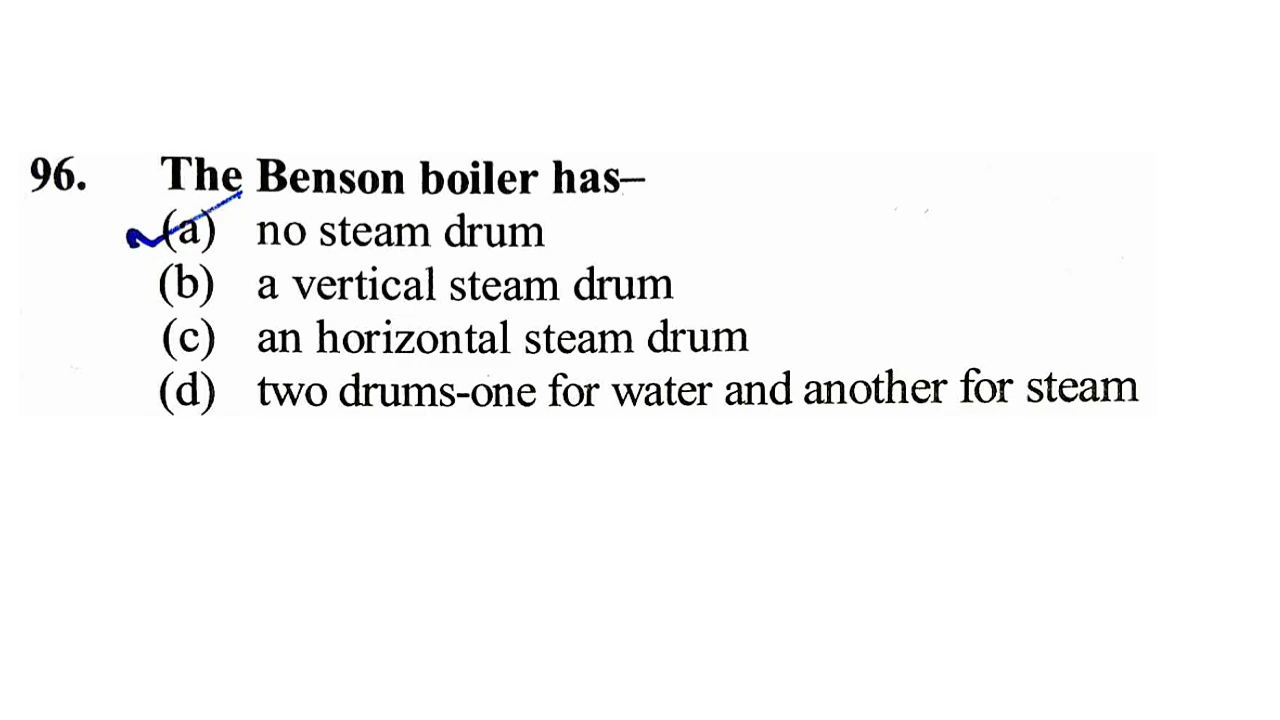 96. The Benson boiler has–
(a) no steam drum
(b) a vertical steam drum
(c) an horizontal steam drum
(d) two drums-one for water and another for steam